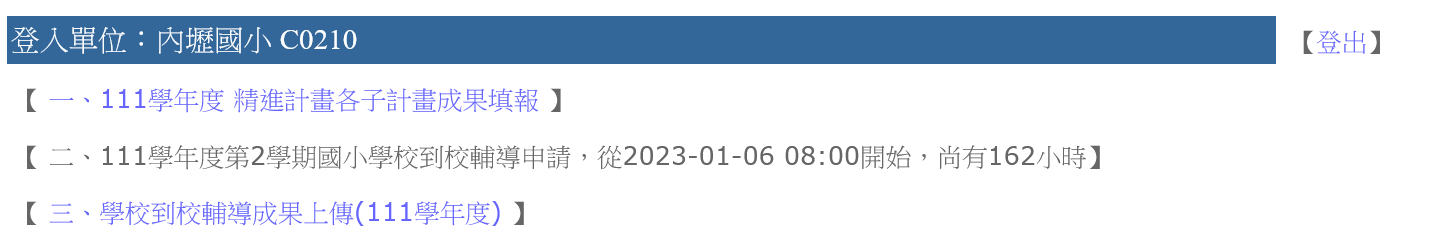 登入單位：內壢國小 C0210 【登出】
【 一、111學年度 精進計畫各子計畫成果填報 】
【 二、111學年度第2學期國小學校到校輔導申請，從2023-01-06 08:00開始，尚有162小時】
【 三、學校到校輔導成果上傳(111學年度) 】